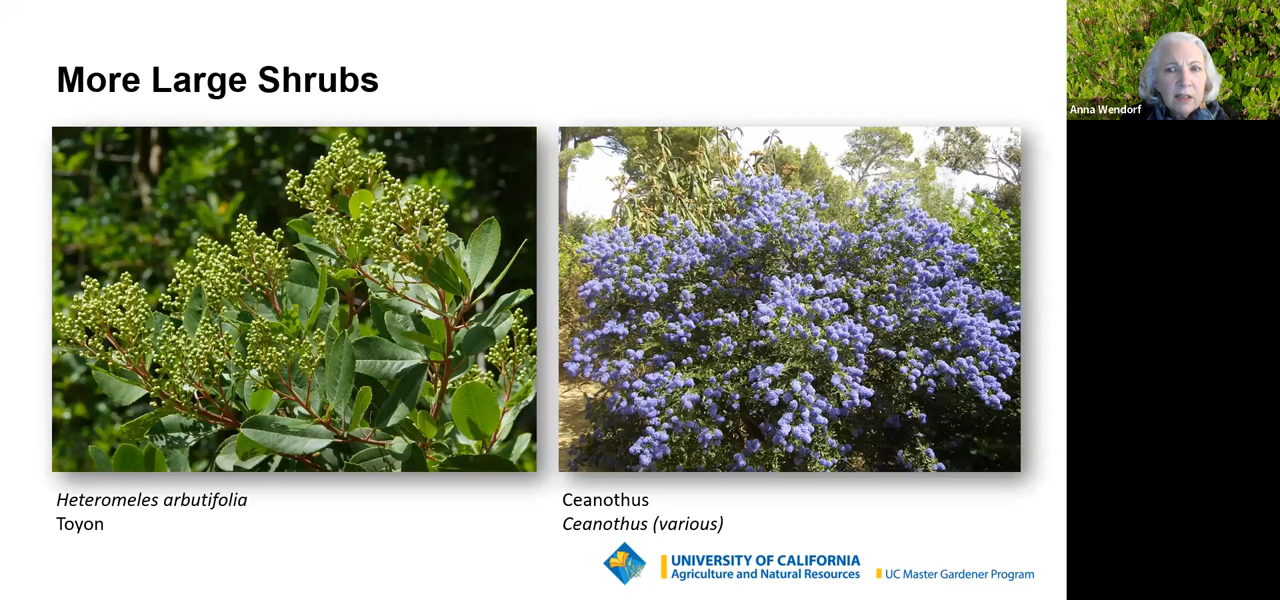 More Large Shrubs
Anna Wendorf
Heteromeles arbutifolia
Toyon
Ceanothus
Ceanothus (various)
UNIVERSITY OF CALIFORNIA
Agriculture and Natural Resources
UC Master Gardener Program